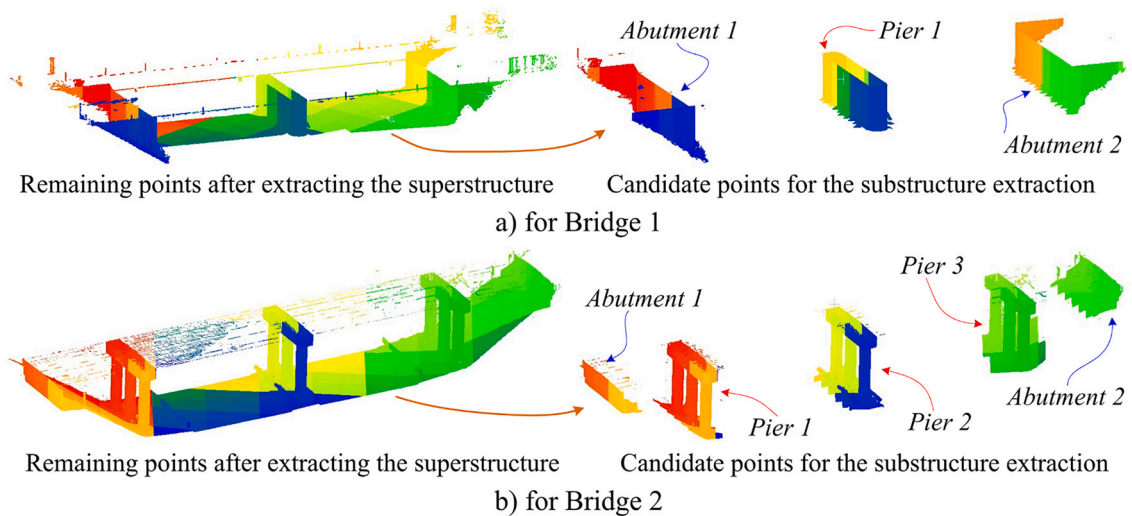 Abutment 1
Pier 1
Abutment 2
Remaining points after extracting the superstructure
Candidate points for the substructure extraction
a) for Bridge 1
Abutment 1
Pier 3
Pier 1
Pier 2
Abutment 2
Remaining points after extracting the superstructure
Candidate points for the substructure extraction
b) for Bridge 2